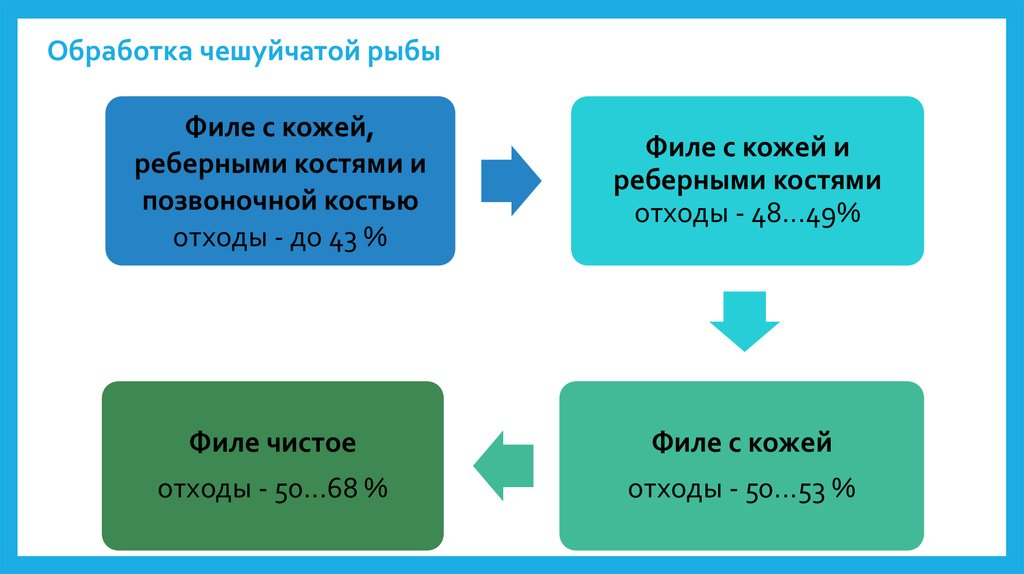 Обработка чешуйчатой рыбы
Филе с кожей,
реберными костями и
позвоночной костью
отходы - до 43 %
Филе с кожей и
реберными костями
отходы - 48...49%
Филе с кожей
отходы - 50...53 %
Филе чистое
отходы - 50...68 %